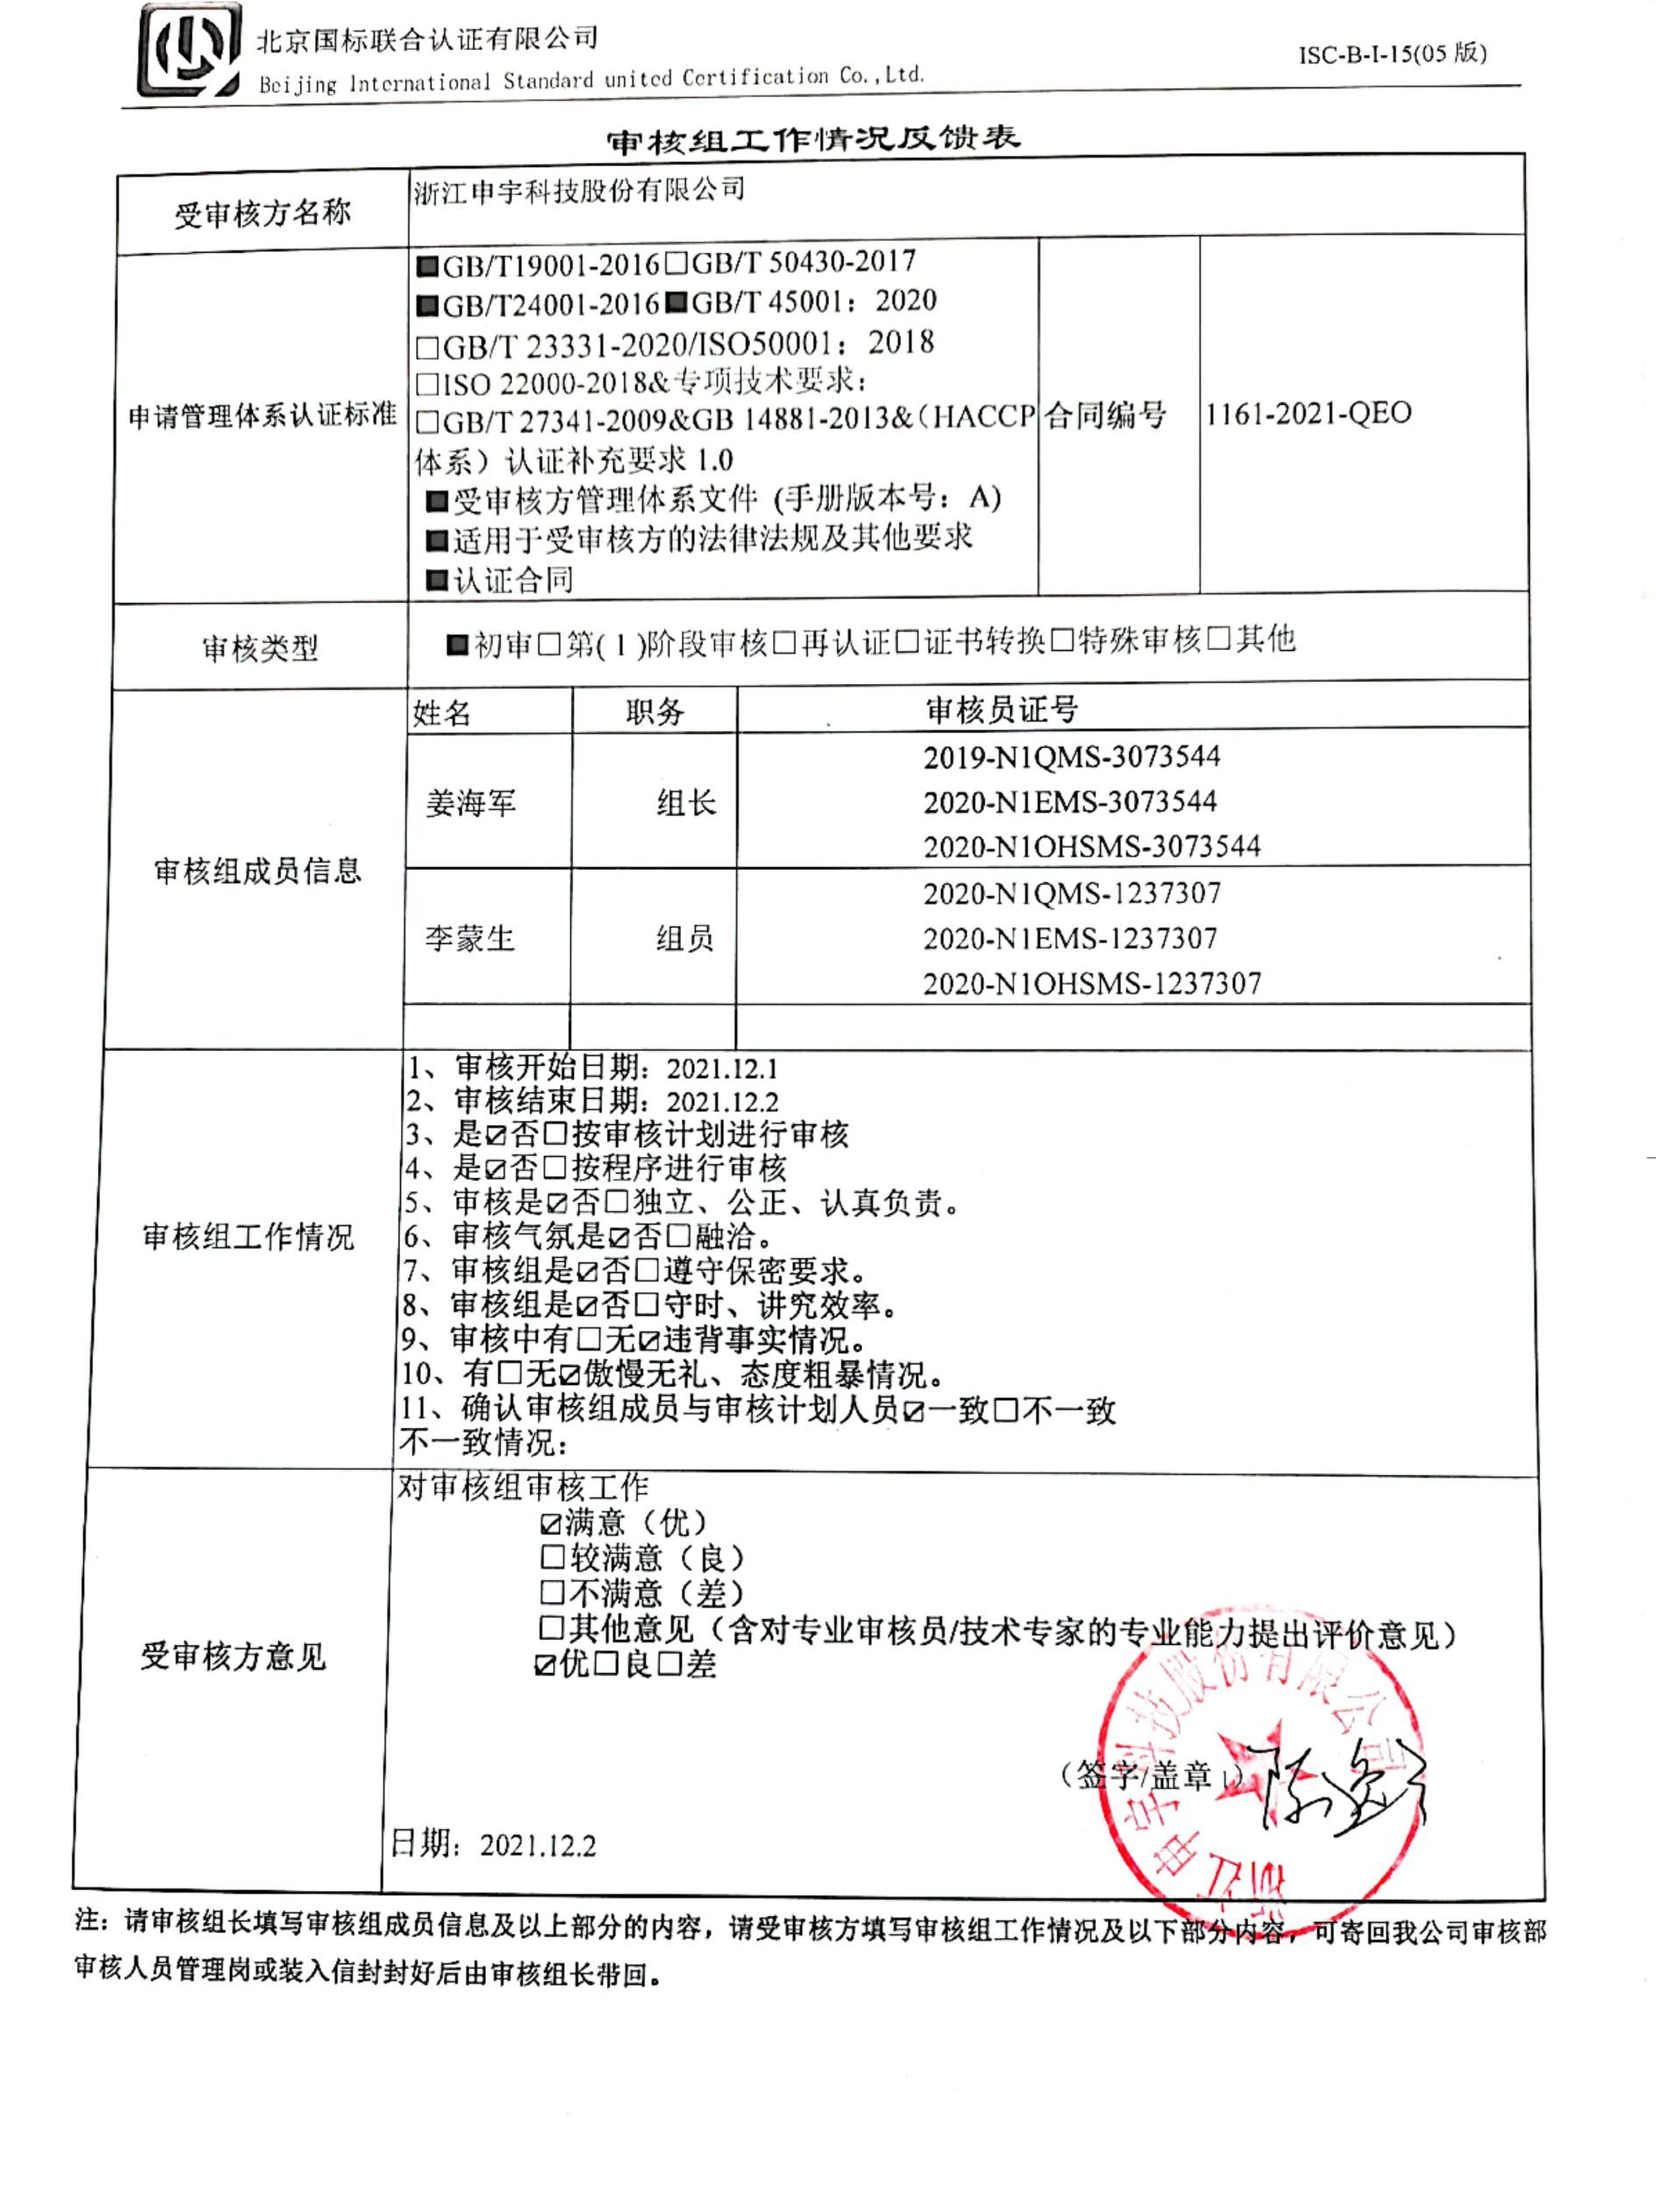 北京国标联合认证有限公司
Beijing International Standard united Certification Co.,Ltd.
ISC-B-I-15(05 版)
审核组工作情况反馈表
受审核方名称
浙江申宇科技股份有限公司
申请管理体系认证标准
■GB/T19001-2016□GB/T 50430-2017
■GB/T24001-2016■GB/T 45001：2020
□GB/T 23331-2020/ISO50001：2018
□ISO 22000-2018&专项技术要求：
□GB/T 27341-2009&GB 14881-2013&（HACCP
体系）认证补充要求 1.0
■受审核方管理体系文件 (手册版本号：A)
■适用于受审核方的法律法规及其他要求
■认证合同
合同编号
1161-2021-QEO
审核类型
■初审□第( 1 )阶段审核□再认证□证书转换□特殊审核□其他
审核组成员信息
姓名 职务 审核员证号
姜海军 组长
2019-N1QMS-3073544
2020-N1EMS-3073544
2020-N1OHSMS-3073544
李蒙生 组员
2020-N1QMS-1237307
2020-N1EMS-1237307
2020-N1OHSMS-1237307
审核组工作情况
1、审核开始日期：2021.12.1
2、审核结束日期：2021.12.2
3、是☑否□按审核计划进行审核
4、是☑否□按程序进行审核
5、审核是☑否□独立、公正、认真负责。
6、审核气氛是☑否□融洽。
7、审核组是☑否□遵守保密要求。
8、审核组是☑否□守时、讲究效率。
9、审核中有□无☑违背事实情况。
10、有□无☑傲慢无礼、态度粗暴情况。
11、确认审核组成员与审核计划人员☑一致□不一致
不一致情况：
受审核方意见
对审核组审核工作
☑满意（优）
□较满意（良）
□不满意（差）
□其他意见（含对专业审核员/技术专家的专业能力提出评价意见）
☑优□良□差
（签字/盖章）
浙江申宇科技股份有限公司
日期：2021.12.2
注：请审核组长填写审核组成员信息及以上部分的内容，请受审核方填写审核组工作情况及以下部分内容，可寄回我公司审核部
审核人员管理岗或装入信封封好后由审核组长带回。